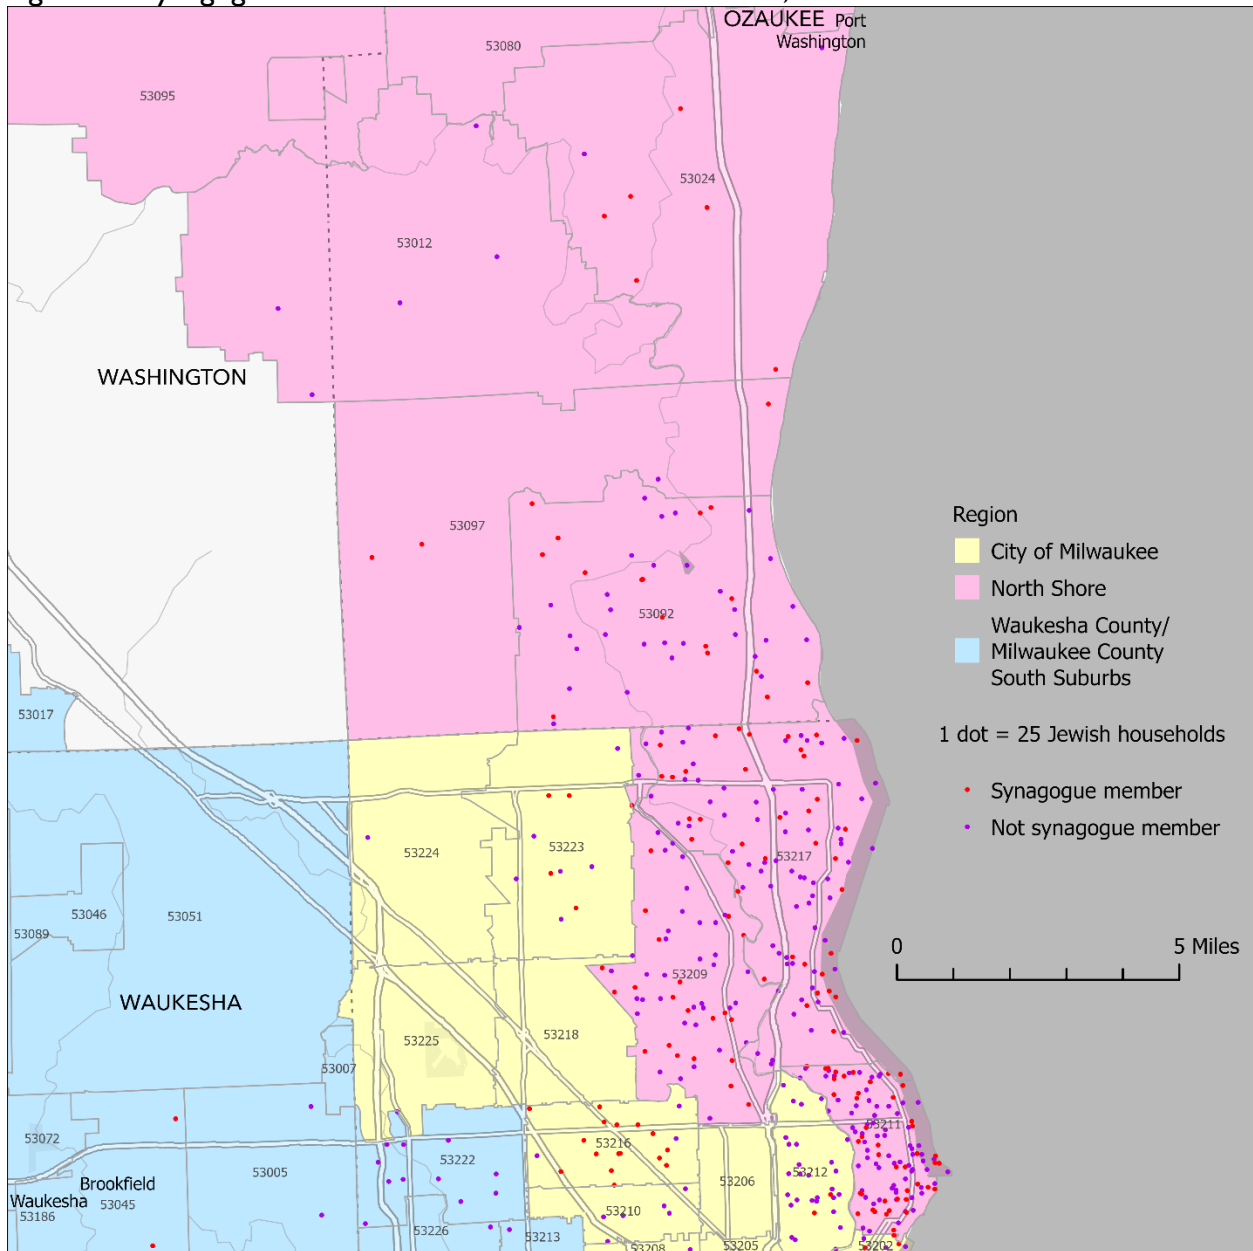 OZAUKEE Port
Washington
53080
53095
53024
53012
WASHINGTON
53097
53092
Region
City of Milwaukee
North Shore
Waukesha County/
Milwaukee County
South Suburbs
53017
1 dot = 25 Jewish households
Synagogue member
Not synagogue member
53224
53223
53217
53046
53051
53089
0
5 Miles
53209
WAUKESHA
53218
53225
53007
53072
53216
53211
53222
53005
53212
53206
Brookfield
Waukesha
53045
53186
53210
53226
53213
53208
53205
53202